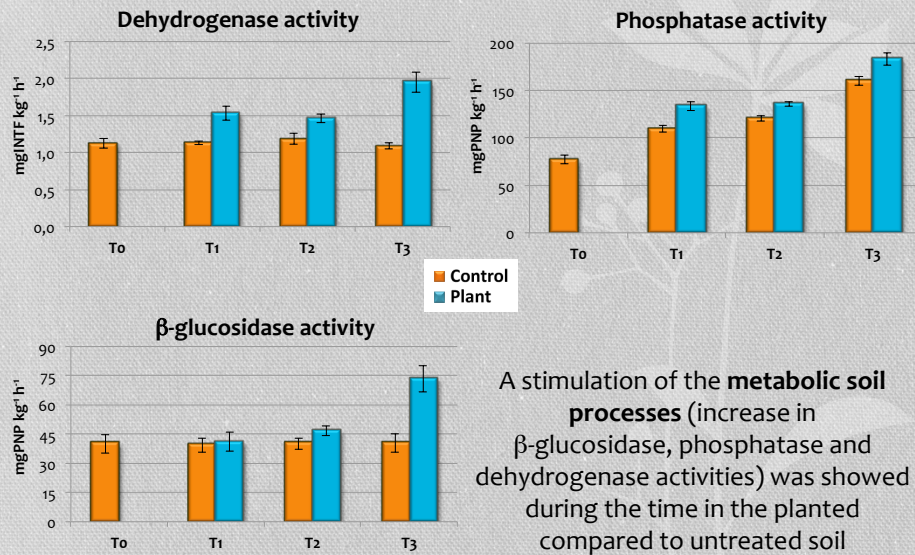 Dehydrogenase activity
mgINTF kg⁻¹ h⁻¹
2,5
2,0
1,5
1,0
0,5
0,0
T0 T1 T2 T3
Phosphatase activity
mgPNP kg⁻¹ h⁻¹
200
150
100
50
0
T0 T1 T2 T3
Control
Plant
β-glucosidase activity
mgPNP kg⁻¹ h⁻¹
90
75
60
45
30
15
0
T0 T1 T2 T3
A stimulation of the metabolic soil
processes (increase in
β-glucosidase, phosphatase and
dehydrogenase activities) was showed
during the time in the planted
compared to untreated soil